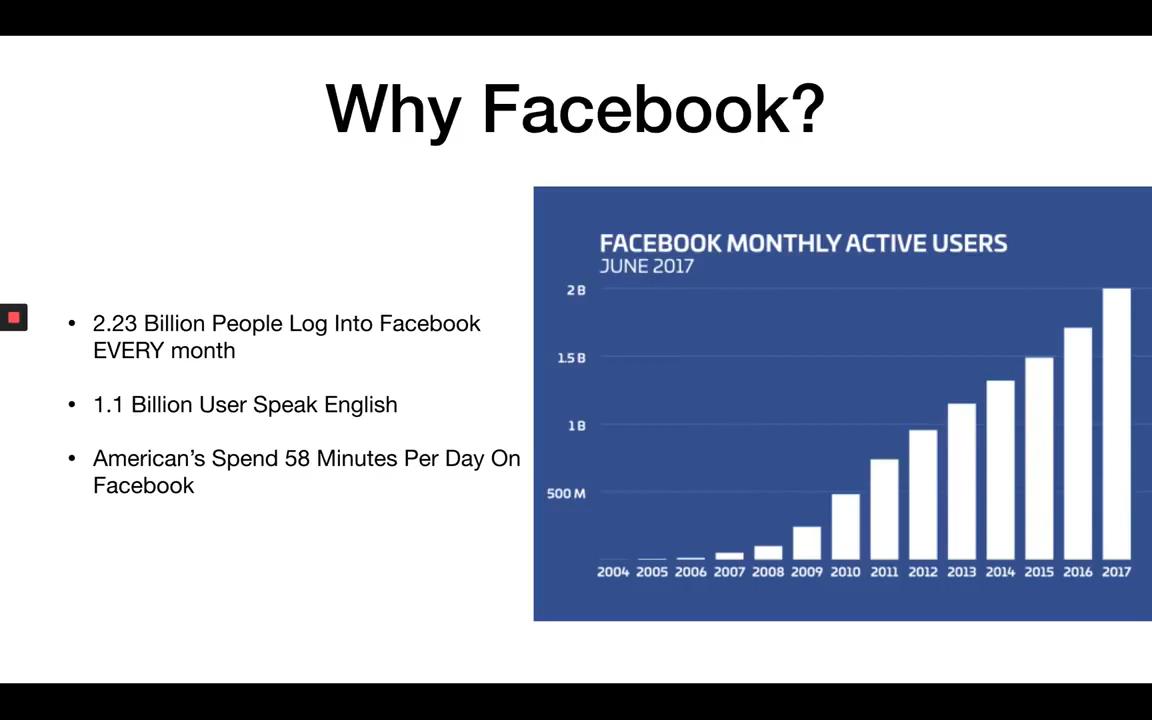 Why Facebook?
• 2.23 Billion People Log Into Facebook
EVERY month
• 1.1 Billion User Speak English
• American’s Spend 58 Minutes Per Day On
Facebook
FACEBOOK MONTHLY ACTIVE USERS
JUNE 2017
2 B
1.5 B
1 B
500 M
2004 2005 2006 2007 2008 2009 2010 2011 2012 2013 2014 2015 2016 2017